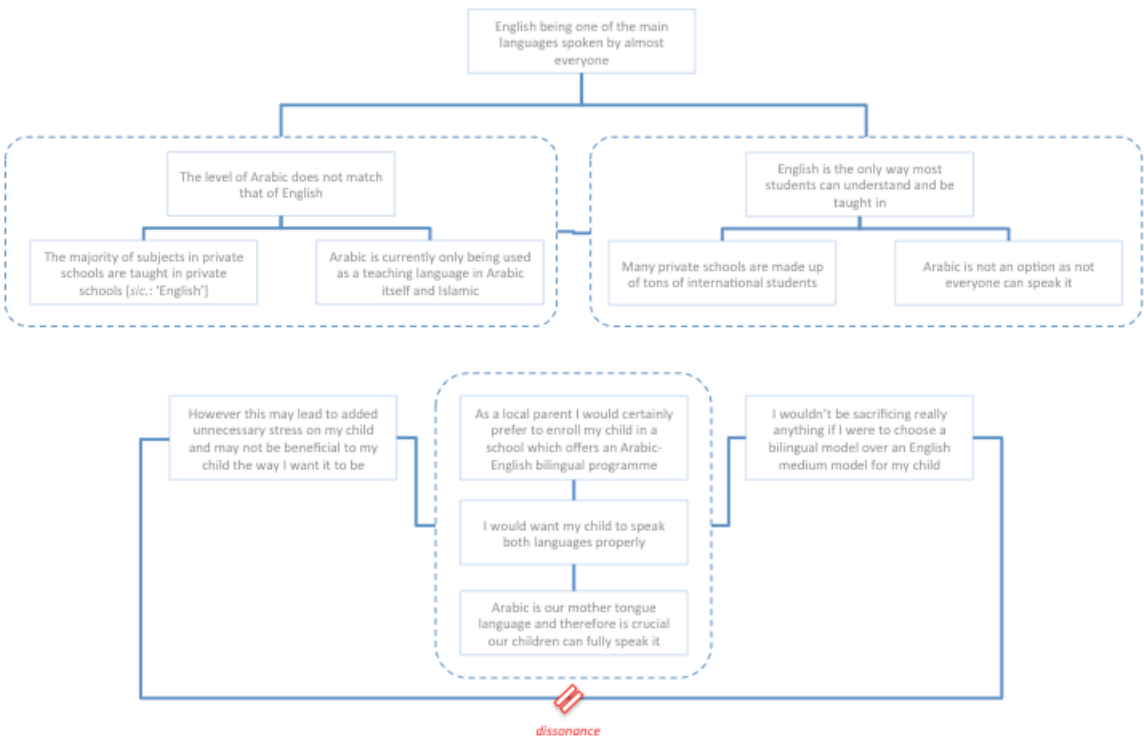 English being one of the main
languages spoken by almost
everyone
The level of Arabic does not match
that of English
English is the only way most
students can understand and be
taught in
The majority of subjects in private
schools are taught in private
schools [sic.: 'English']
Arabic is currently only being used
as a teaching language in Arabic
itself and Islamic
Many private schools are made up
of tons of international students
Arabic is not an option as not
everyone can speak it
However this may lead to added
unnecessary stress on my child
and may not be beneficial to my
child the way I want it to be
As a local parent I would certainly
prefer to enroll my child in a
school which offers an Arabic-
English bilingual programme
I wouldn't be sacrificing really
anything if I were to choose a
bilingual model over an English
medium model for my child
I would want my child to speak
both languages properly
Arabic is our mother tongue
language and therefore is crucial
our children can fully speak it
dissonance